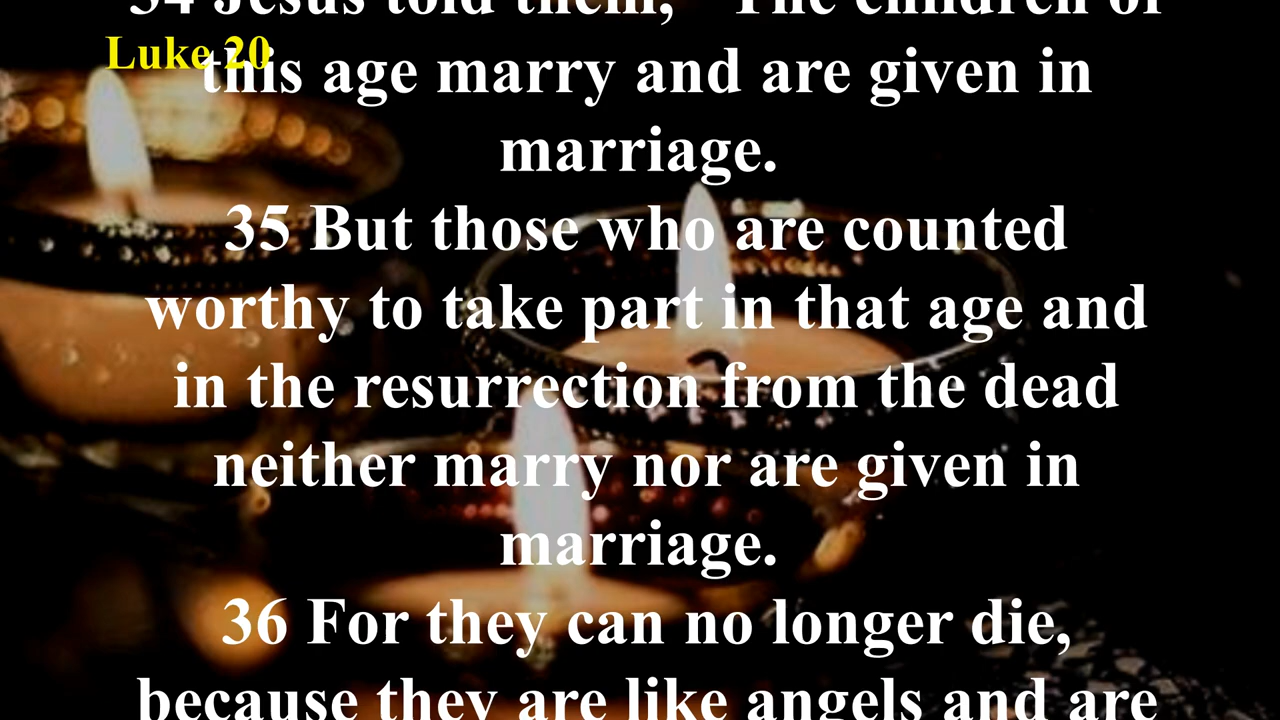 34 Jesus told them, "The children of
Luke 20
this age marry and are given in
marriage.
35 But those who are counted
worthy to take part in that age and
in the resurrection from the dead
neither marry nor are given in
marriage.
36 For they can no longer die,
because they are like angels and are